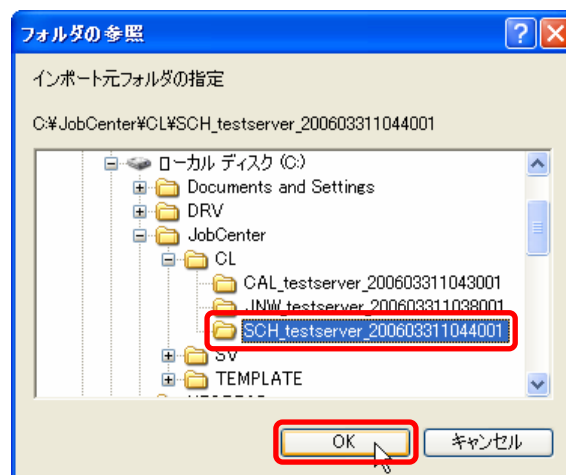 フォルダの参照
インポート元フォルダの指定
C:¥JobCenter¥CL¥SCH_testserver_200603311044001
ローカル ディスク (C:)
Documents and Settings
DRV
JobCenter
CL
CAL_testserver_200603311043001
JNW_testserver_200603311038001
SCH_testserver_200603311044001
SV
TEMPLATE
OK キャンセル